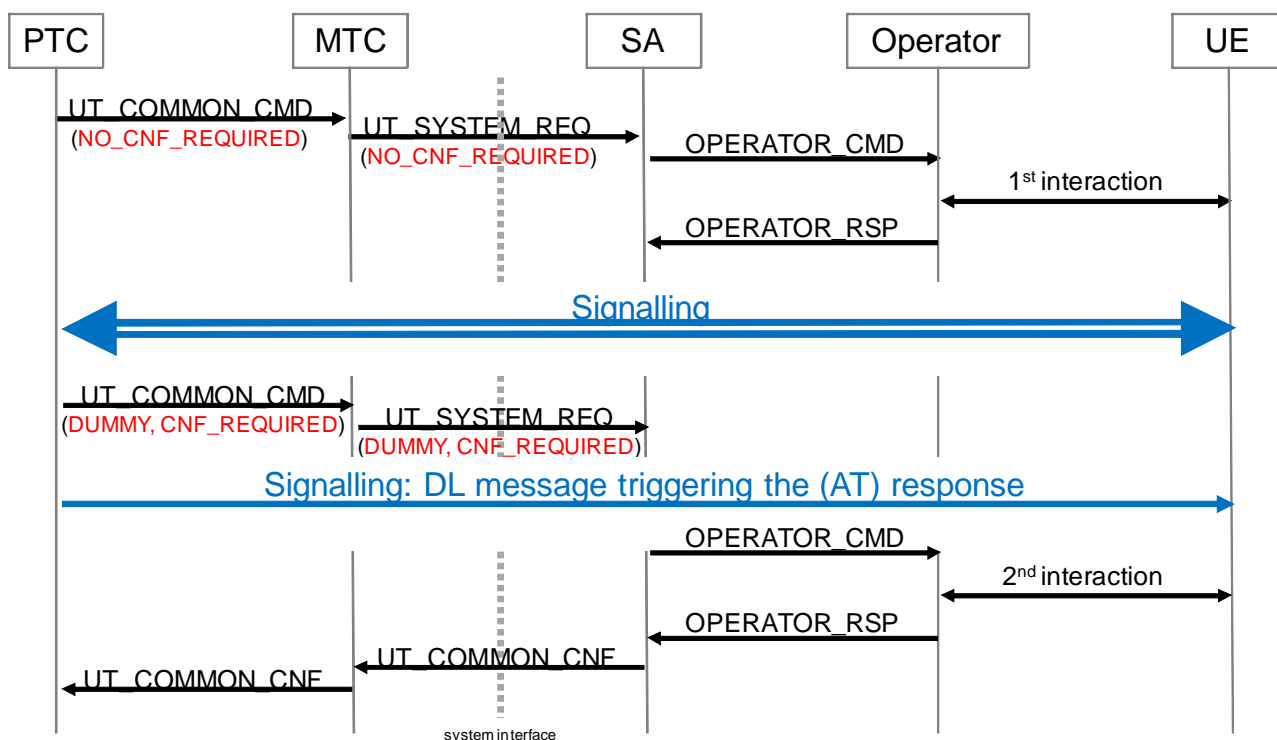 PTC MTC SA Operator UE
UT_COMMON_CMD
(NO_CNF_REQUIRED)
UT_SYSTEM_REQ
(NO_CNF_REQUIRED)
OPERATOR_CMD
1st interaction
OPERATOR_RSP
Signalling
UT_COMMON_CMD
(DUMMY, CNF_REQUIRED)
UT_SYSTEM_REQ
(DUMMY, CNF_REQUIRED)
Signalling: DL message triggering the (AT) response
OPERATOR_CMD
2nd interaction
OPERATOR_RSP
UT_COMMON_CNF
UT_COMMON_CNF
system interface